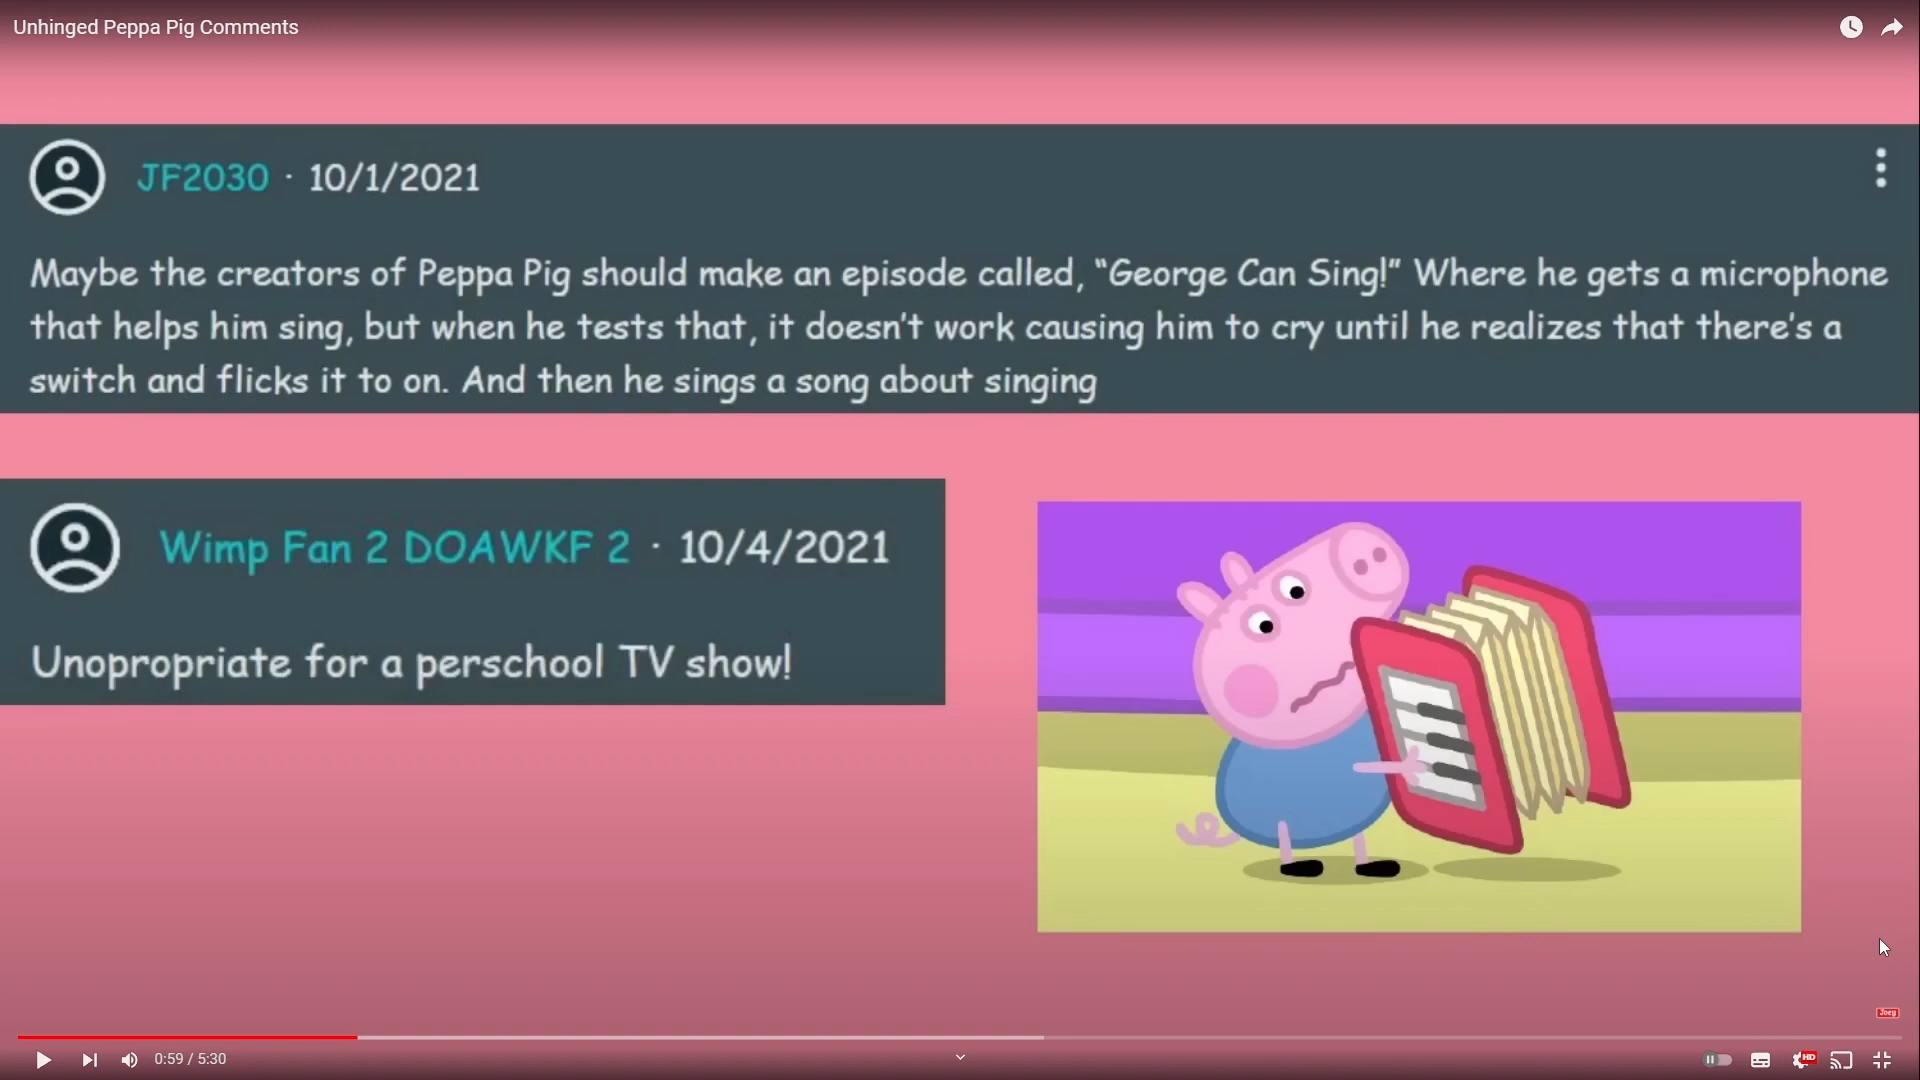 Unhinged Peppa Pig Comments
JF2030 · 10/1/2021
Maybe the creators of Peppa Pig should make an episode called, “George Can Sing!” Where he gets a microphone
that helps him sing, but when he tests that, it doesn’t work causing him to cry until he realizes that there’s a
switch and flicks it to on. And then he sings a song about singing
Wimp Fan 2 DOAWKF 2 · 10/4/2021
Unopropriate for a perschool TV show!
Joey
0:59 / 5:30
HD